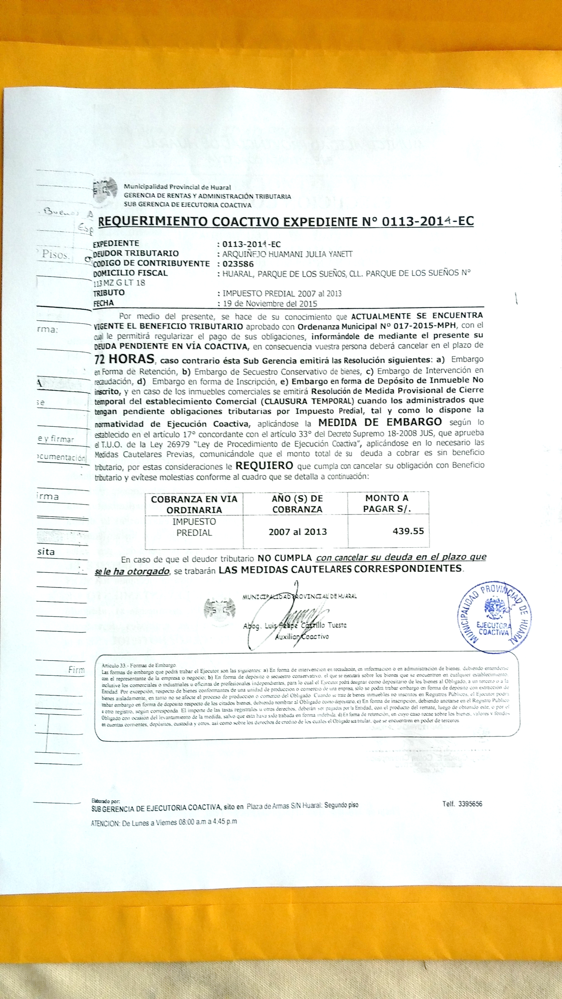 Municipalidad Provincial de Huaral
GERENCIA DE RENTAS Y ADMINISTRACIÓN TRIBUTARIA
SUB GERENCIA DE EJECUTORIA COACTIVA
. Buenos A
Esp
REQUERIMIENTO COACTIVO EXPEDIENTE N° 0113-2014-EC
EXPEDIENTE : 0113-2014-EC
Pisos.
DEUDOR TRIBUTARIO : ARQUIÑEJO HUAMANI JULIA YANETT
CODIGO DE CONTRIBUYENTE : 023586
DOMICILIO FISCAL : HUARAL, PARQUE DE LOS SUEÑOS, CLL. PARQUE DE LOS SUEÑOS N°
113 MZ G LT 18
TRIBUTO : IMPUESTO PREDIAL 2007 al 2013
FECHA : 19 de Noviembre del 2015
Por medio del presente, se hace de su conocimiento que ACTUALMENTE SE ENCUENTRA
VIGENTE EL BENEFICIO TRIBUTARIO aprobado con Ordenanza Municipal Nº 017-2015-MPH, con el
rma:
cual le permitirá regularizar el pago de sus obligaciones, informándole de mediante el presente su
DEUDA PENDIENTE EN VÍA COACTIVA, en consecuencia vuestra persona deberá cancelar en el plazo de
72 HORAS, caso contrario ésta Sub Gerencia emitirá las Resolución siguientes: a) Embargo
en Forma de Retención, b) Embargo de Secuestro Conservativo de bienes, c) Embargo de Intervención en
A
recaudación, d) Embargo en forma de Inscripción, e) Embargo en forma de Depósito de Inmueble No
inscrito, y en caso de los inmuebles comerciales se emitirá Resolución de Medida Provisional de Cierre
se
temporal del establecimiento Comercial (CLAUSURA TEMPORAL) cuando los administrados que
tengan pendiente obligaciones tributarias por Impuesto Predial, tal y como lo dispone la
normatividad de Ejecución Coactiva, aplicándose la MEDIDA DE EMBARGO según lo
establecido en el artículo 17° concordante con el artículo 33° del Decreto Supremo 18-2008 JUS, que aprueba
e y firmar
el T.U.O. de la Ley 26979 “Ley de Procedimiento de Ejecución Coactiva”, aplicándose en lo necesario las
Medidas Cautelares Previas, comunicándole que el monto total de su deuda a cobrar es sin beneficio
ocumentación
tributario, por estas consideraciones le REQUIERO que cumpla con cancelar su obligación con Beneficio
tributario y evítese molestias conforme al cuadro que se detalla a continuación:
irma
COBRANZA EN VIA AÑO (S) DE MONTO A
ORDINARIA COBRANZA PAGAR S/.
IMPUESTO
PREDIAL 2007 al 2013 439.55
sita
En caso de que el deudor tributario NO CUMPLA con cancelar su deuda en el plazo que
se le ha otorgado, se trabarán LAS MEDIDAS CAUTELARES CORRESPONDIENTES.
MUNICIPALIDAD PROVINCIAL DE HUARAL
Abog. Luis Felipe Castillo Tuesta
Auxiliar Coactivo
MUNICIPALIDAD PROVINCIAD DE HUARAL
EJECUTORA
COACTIVA
Firm
Artículo 33.- Formas de Embargo.
Las formas de embargo que podrá trabar el Ejecutor son las siguientes: a) En forma de intervención en recaudación, en información o en administración de bienes, debiendo entenderse
con el representante de la empresa o negocio; b) En forma de depósito o secuestro conservativo, el que se ejecutará sobre los bienes que se encuentren en cualquier establecimiento,
inclusive los comerciales o industriales u oficinas de profesionales independientes, para lo cual el Ejecutor podrá designar como depositario de los bienes al Obligado, a un tercero o a la
Entidad. Por excepción, respecto de bienes conformantes de una unidad de producción o comercio de una empresa, sólo se podrá trabar embargo en forma de depósito con extracción de
bienes aisladamente, en tanto no se afecte el proceso de producción o comercio del Obligado. Cuando se trate de bienes inmuebles no inscritos en Registros Públicos, el Ejecutor podrá
trabar embargo en forma de depósito respecto de los citados bienes, debiendo nombrar al Obligado como depositario. c) En forma de inscripción, debiendo anotarse en el Registro Público
u otro registro, según corresponda. El importe de las tasas registrales u otros derechos, deberán ser pagados por la Entidad, con el producto del remate, luego de obtenido este, o por el
Obligado con ocasión del levantamiento de la medida, salvo que ésta haya sido trabada en forma indebida; d) En forma de retención, en cuyo caso recae sobre los bienes, valores y fondos
en cuentas corrientes, depósitos, custodia y otros, así como sobre los derechos de crédito de los cuales el Obligado sea titular, que se encuentren en poder de terceros.
Elaborado por:
SUB GERENCIA DE EJECUTORIA COACTIVA, sito en Plaza de Armas S/N Huaral: Segundo piso Telf. 3395656
ATENCION: De Lunes a Viernes 08:00 a.m a 4:45 p.m